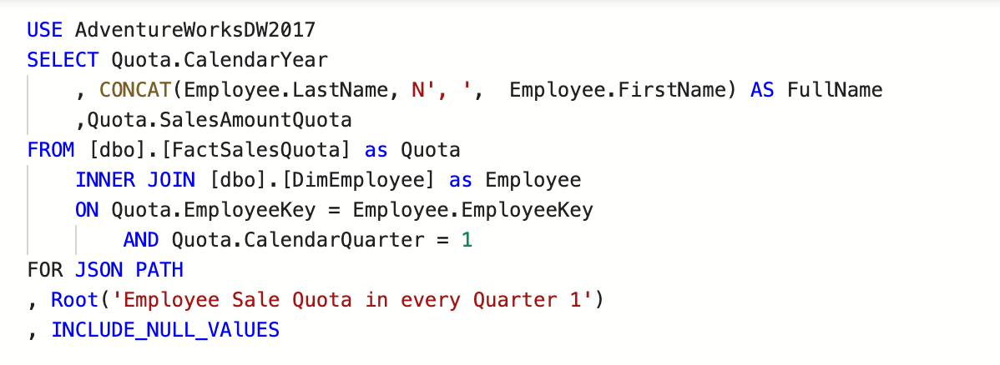 USE AdventureWorksDW2017
SELECT Quota.CalendarYear
, CONCAT(Employee.LastName, N', ',  Employee.FirstName) AS FullName
,Quota.SalesAmountQuota
FROM [dbo].[FactSalesQuota] as Quota
INNER JOIN [dbo].[DimEmployee] as Employee
ON Quota.EmployeeKey = Employee.EmployeeKey
AND Quota.CalendarQuarter = 1
FOR JSON PATH
, Root('Employee Sale Quota in every Quarter 1')
, INCLUDE_NULL_VAlUES